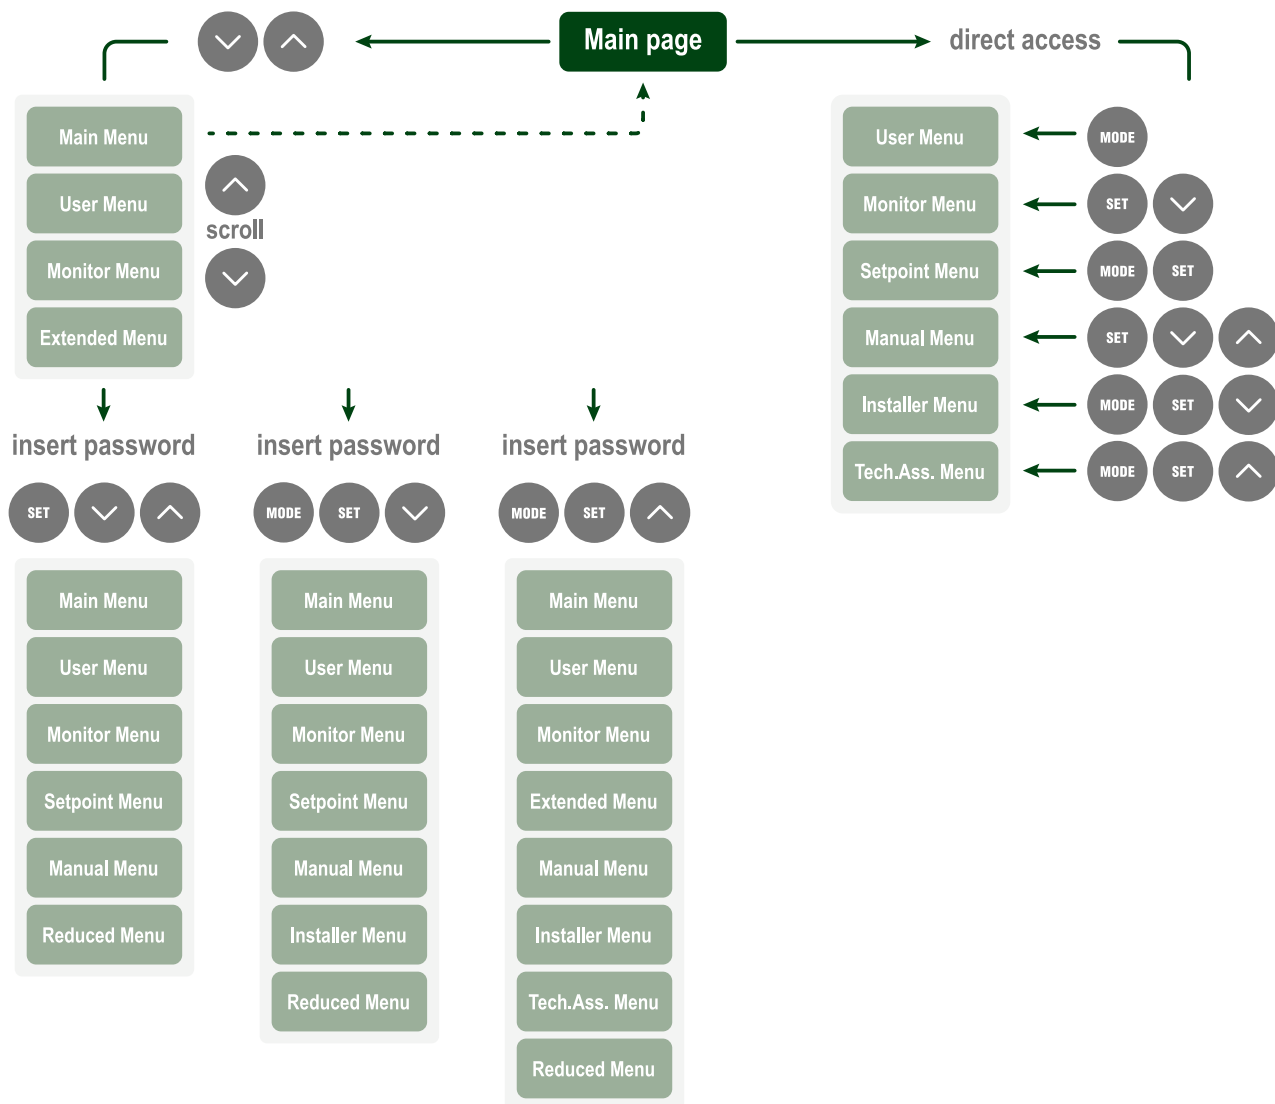 Main page
direct access
Main Menu
User Menu
Monitor Menu
Extended Menu
scroll
User Menu
MODE
Monitor Menu
SET
Setpoint Menu
MODE SET
Manual Menu
SET
Installer Menu
MODE SET
Tech.Ass. Menu
MODE SET
insert password
SET
Main Menu
User Menu
Monitor Menu
Setpoint Menu
Manual Menu
Reduced Menu
insert password
MODE SET
Main Menu
User Menu
Monitor Menu
Setpoint Menu
Manual Menu
Installer Menu
Reduced Menu
insert password
MODE SET
Main Menu
User Menu
Monitor Menu
Extended Menu
Manual Menu
Installer Menu
Tech.Ass. Menu
Reduced Menu